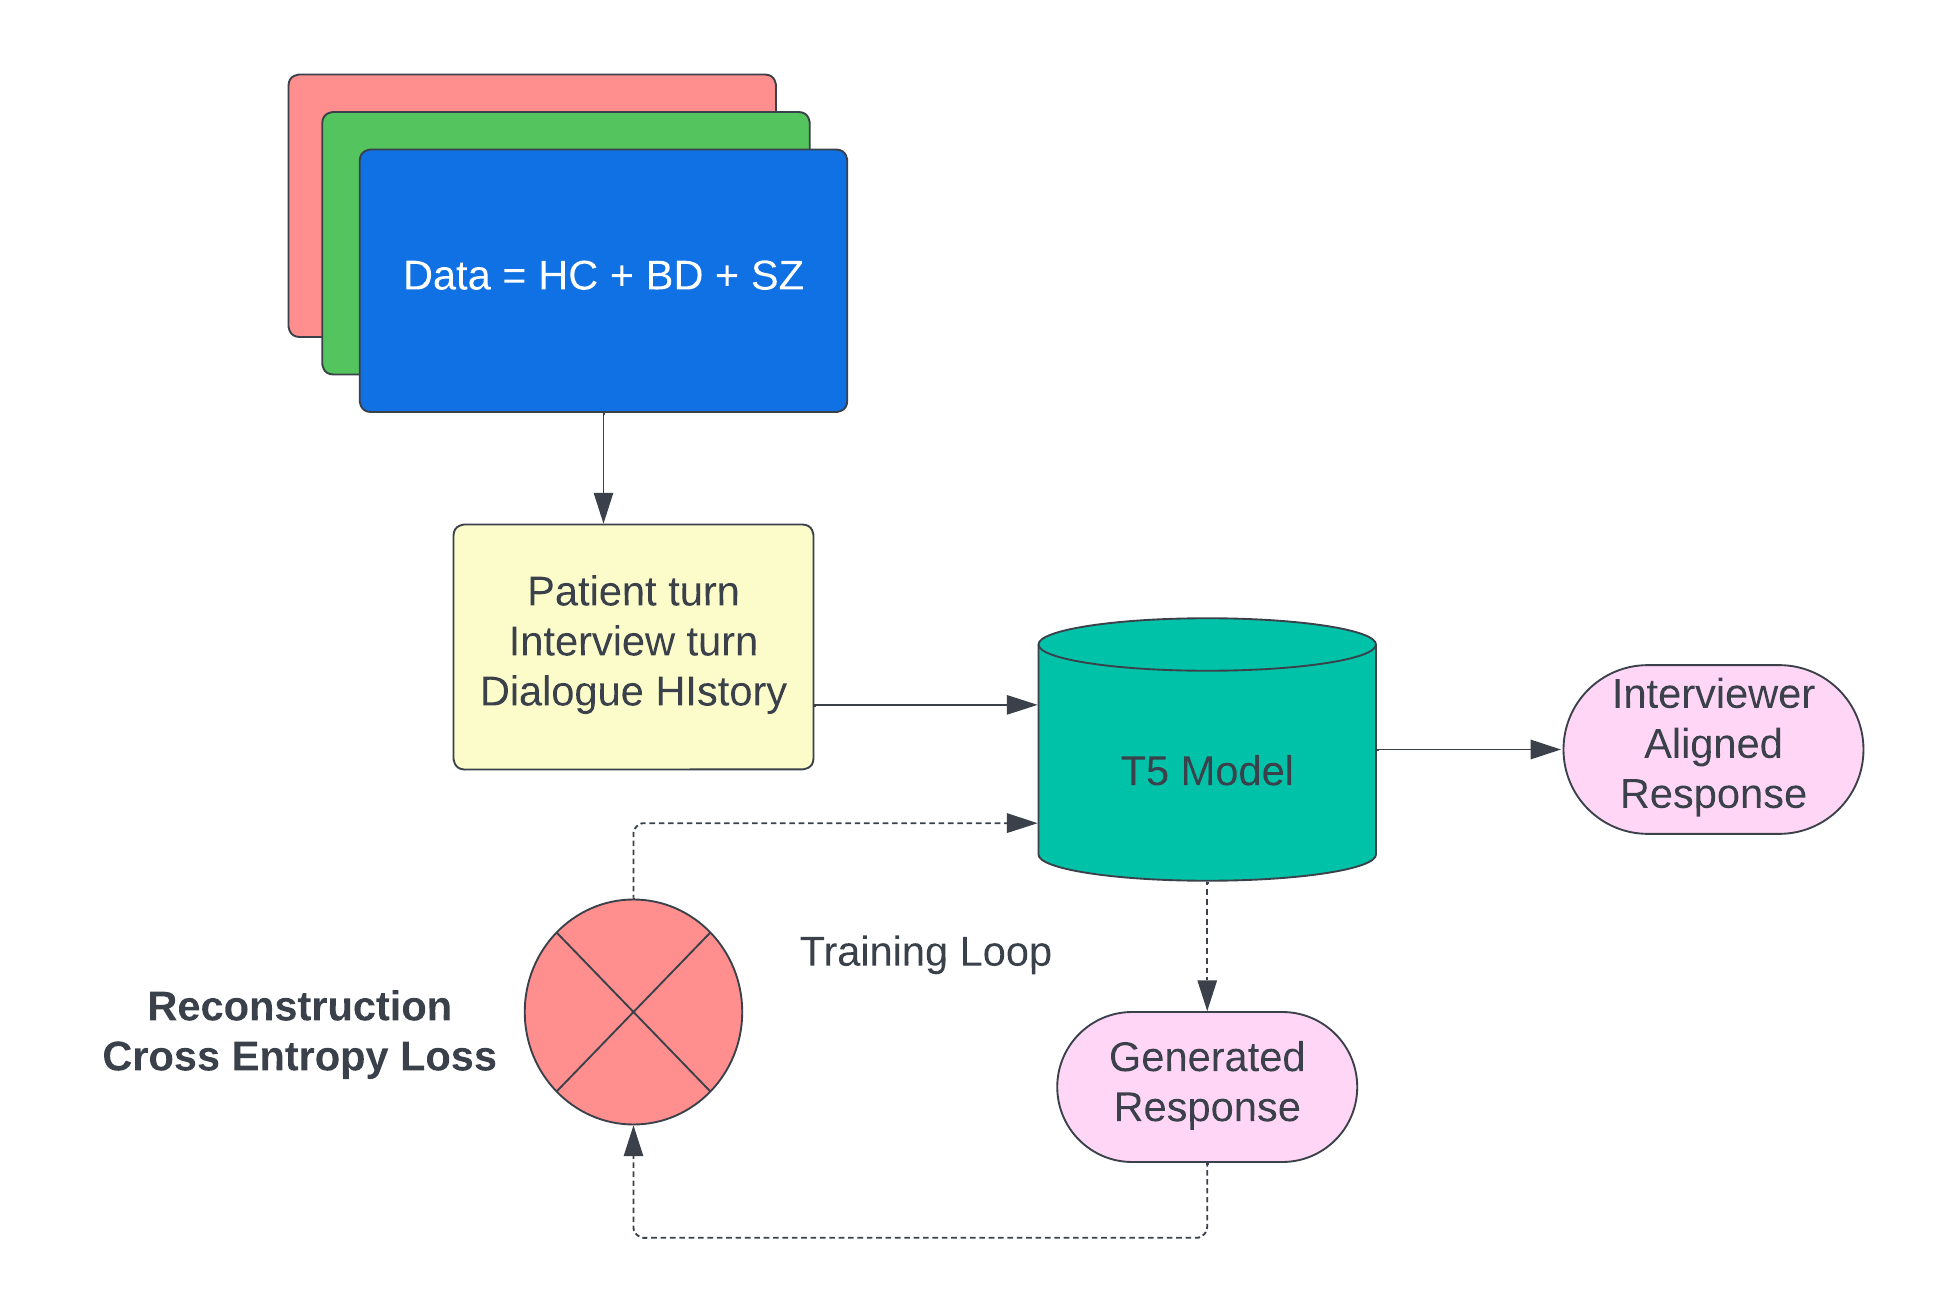 Data = HC + BD + SZ
Patient turn
Interview turn
Dialogue HIstory
T5 Model
Interviewer
Aligned
Response
Training Loop
Reconstruction
Cross Entropy Loss
Generated
Response